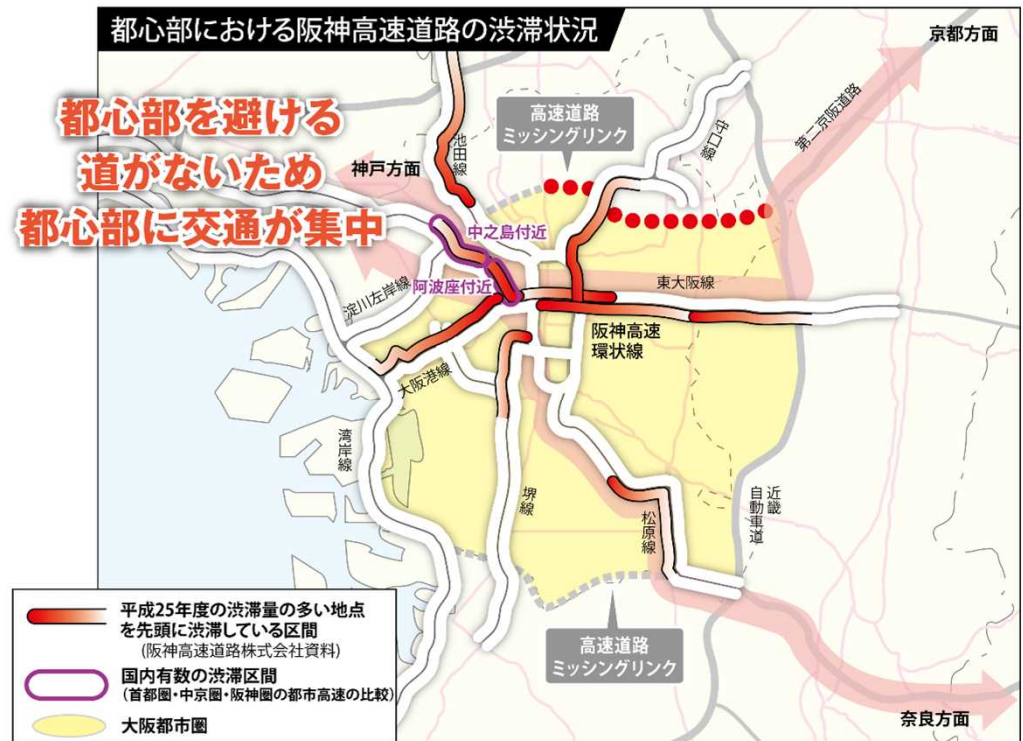 都心部における阪神高速道路の渋滞状況
京都方面
都心部を避ける
道がないため
都心部に交通が集中
高速道路
ミッシングリンク
池田線
守口線
第二京阪道路
神戸方面
中之島付近
阿波座付近
東大阪線
淀川左岸線
阪神高速
環状線
大阪港線
湾岸線
堺線
松原線
近畿
自動車道
高速道路
ミッシングリンク
奈良方面
平成25年度の渋滞量の多い地点
を先頭に渋滞している区間
(阪神高速道路株式会社資料)
国内有数の渋滞区間
(首都圏・中京圏・阪神圏の都市高速の比較)
大阪都市圏